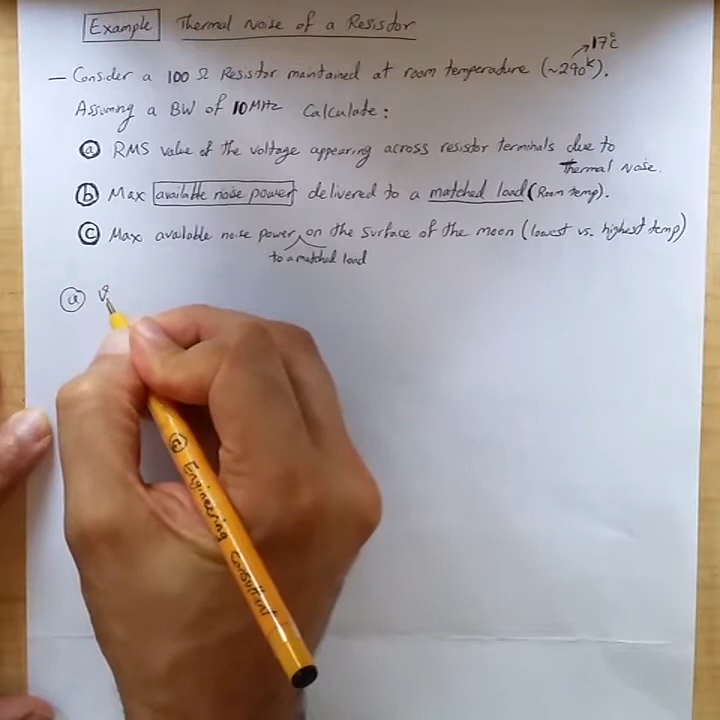 Example Thermal Noise of a Resistor
17°C
— Consider a 100 Ω Resistor maintained at room temperature (~290K).
Assuming a BW of 10 MHz Calculate:
ⓐ RMS value of the voltage appearing across resistor terminals due to
Thermal Noise.
ⓑ Max available noise power delivered to a matched load (Room temp).
ⓒ Max available noise power on the surface of the moon (lowest vs. highest temp)
to a matched load
ⓐ v
@ Engineering Consultant